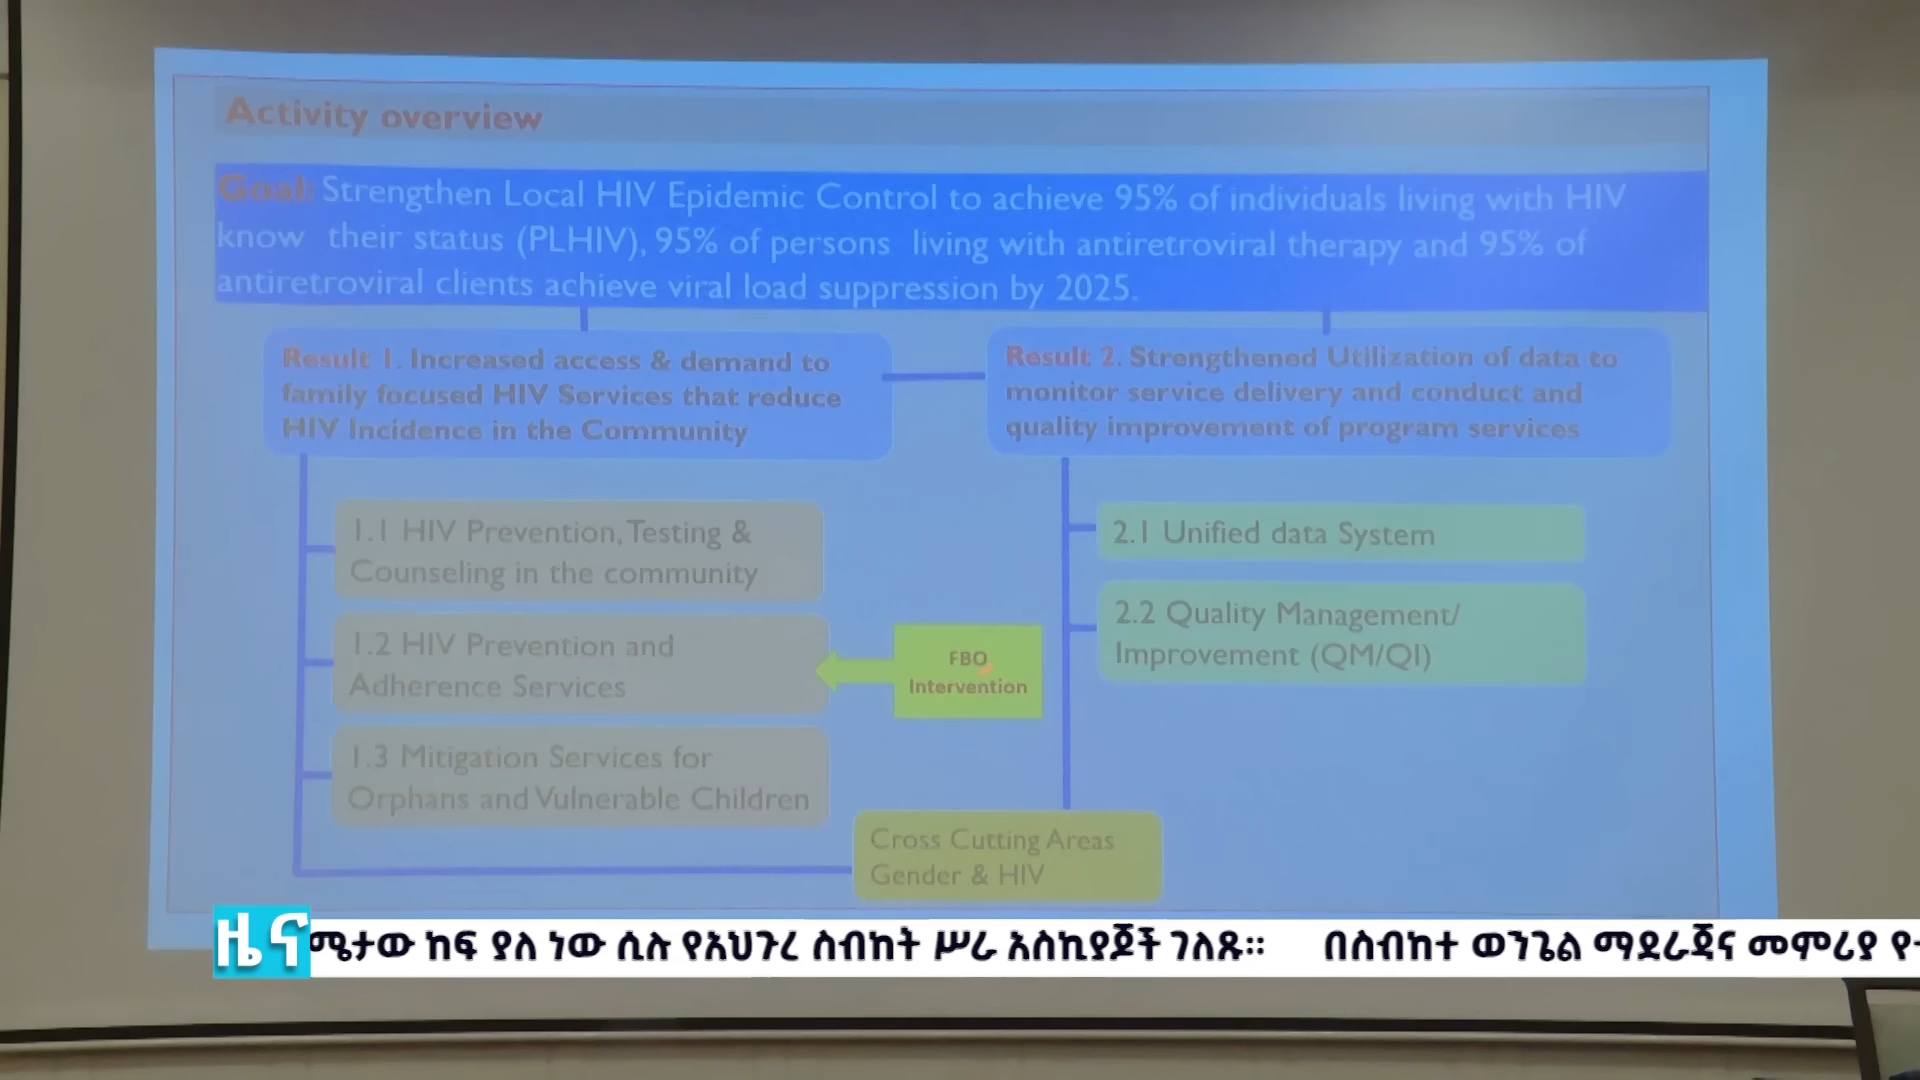 Activity overview
Goal: Strengthen Local HIV Epidemic Control to achieve 95% of individuals living with HIV
know their status (PLHIV), 95% of persons living with antiretroviral therapy and 95% of
antiretroviral clients achieve viral load suppression by 2025.
Result 1. Increased access & demand to
family focused HIV Services that reduce
HIV Incidence in the Community
Result 2. Strengthened Utilization of data to
monitor service delivery and conduct and
quality improvement of program services
1.1 HIV Prevention, Testing &
Counseling in the community
1.2 HIV Prevention and
Adherence Services
1.3 Mitigation Services for
Orphans and Vulnerable Children
FBO
Intervention
2.1 Unified data System
2.2 Quality Management/
Improvement (QM/QI)
Cross Cutting Areas
Gender & HIV
ዜና
ሜታው ከፍ ያለ ነው ሲሉ የአህጉረ ስብከት ሥራ አስኪያጆች ገለጹ። በስብከተ ወንጌል ማደራጃና መምሪያ